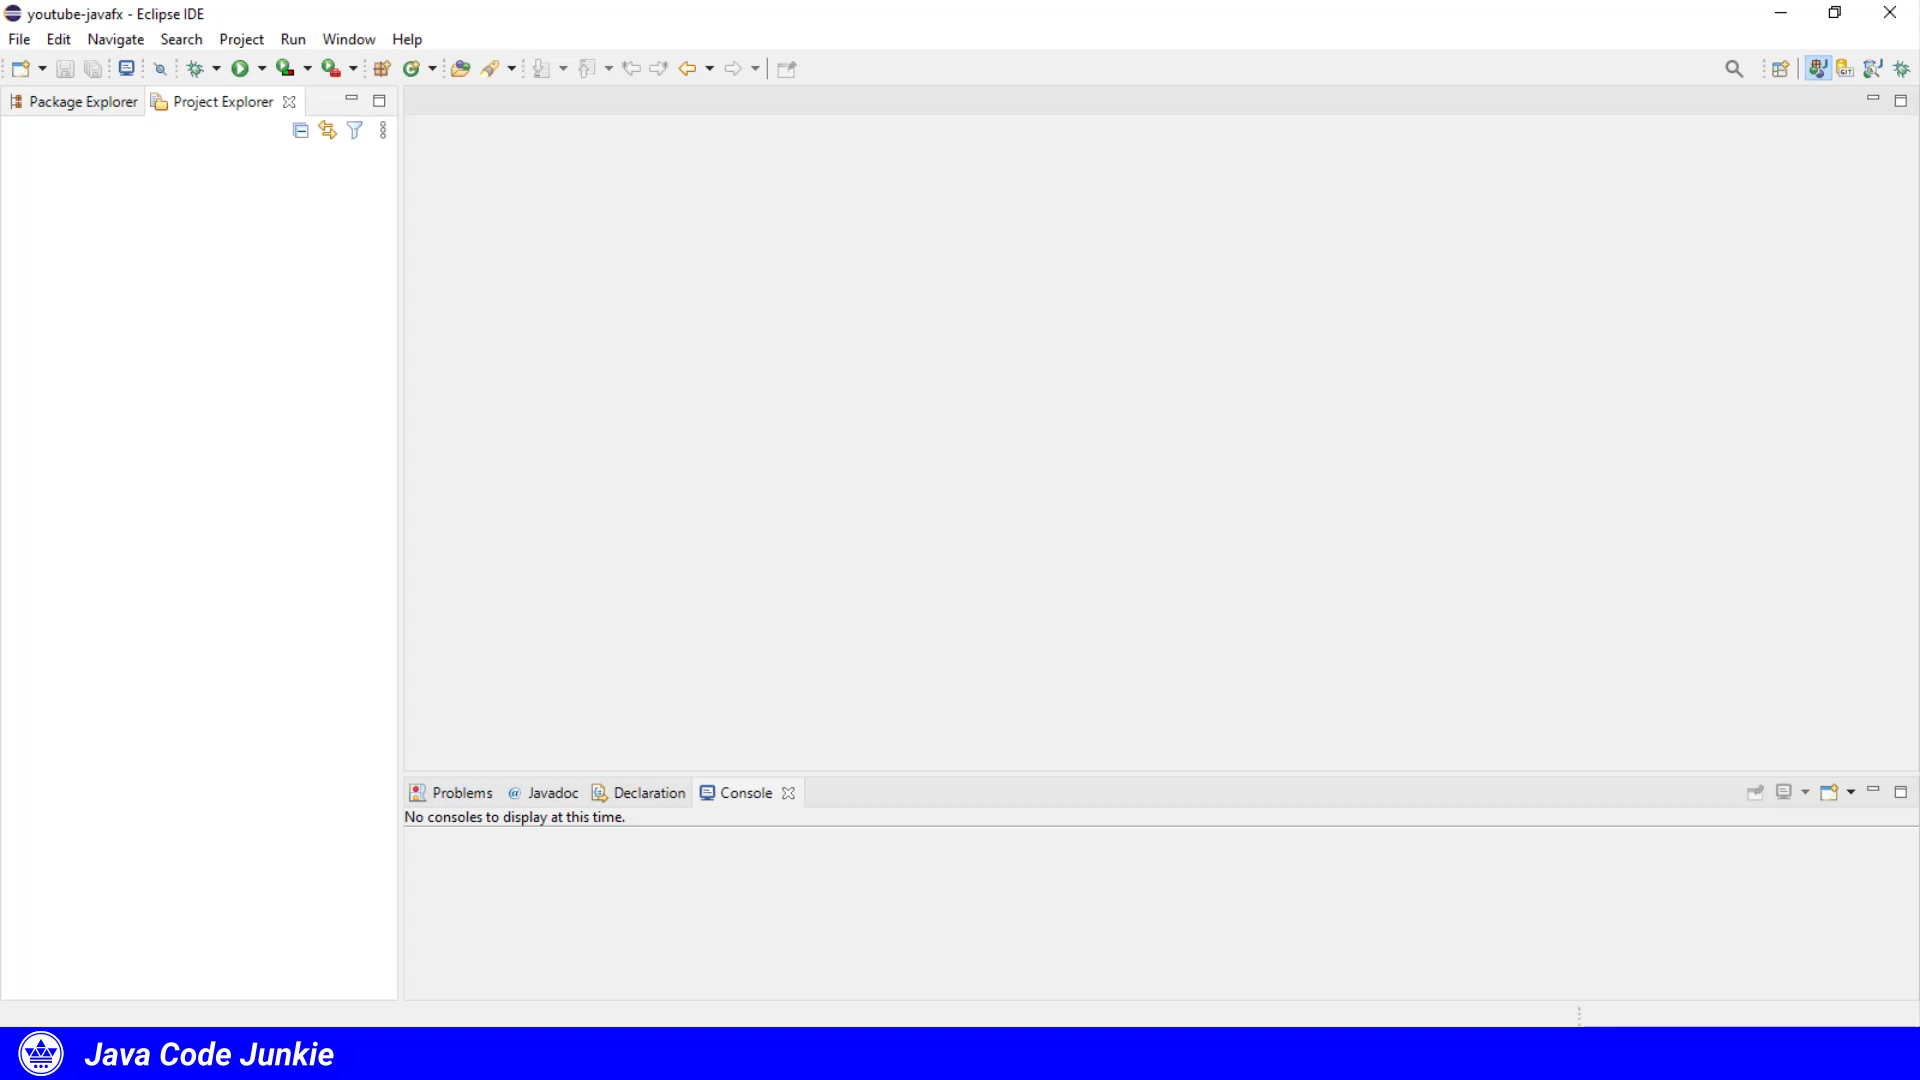 youtube-javafx - Eclipse IDE
File Edit Navigate Search Project Run Window Help
Package Explorer Project Explorer
Problems @ Javadoc Declaration Console
No consoles to display at this time.
Java Code Junkie